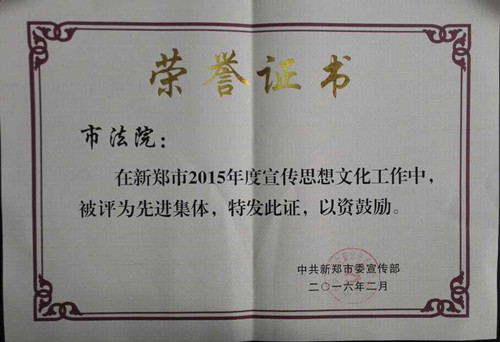 荣誉证书
市法院：
在新郑市2015年度宣传思想文化工作中，
被评为先进集体，特发此证，以资鼓励。
中共新郑市委宣传部
二〇一六年二月